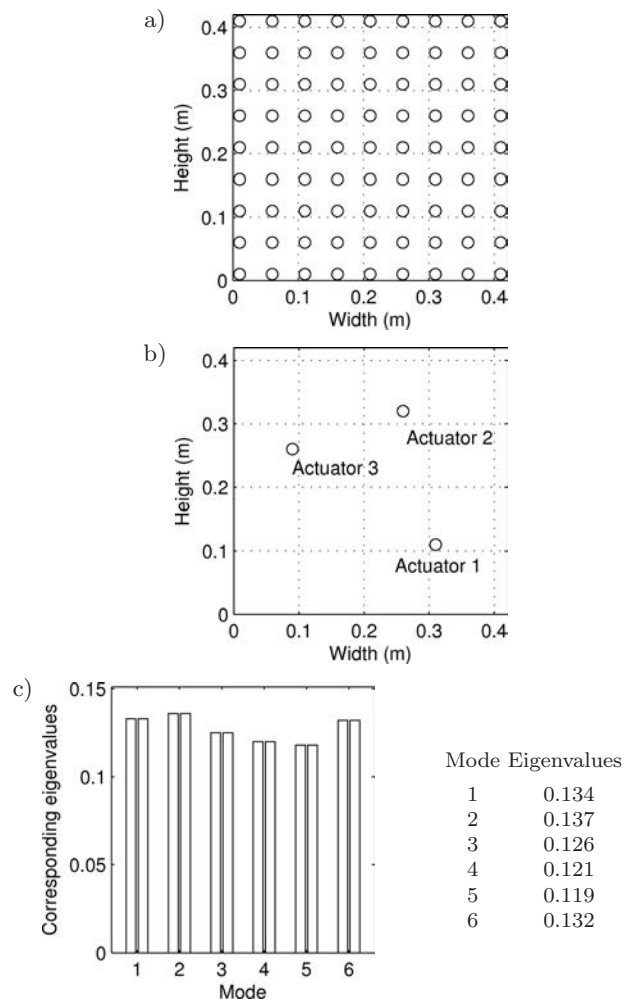 a)
0.4
0.3
0.2
0.1
0
Height (m)
0 0.1 0.2 0.3 0.4
Width (m)
b)
0.4
0.3
0.2
0.1
0
Height (m)
Actuator 2
Actuator 3
Actuator 1
0 0.1 0.2 0.3 0.4
Width (m)
c)
0.15
0.1
0.05
0
Corresponding eigenvalues
1 2 3 4 5 6
Mode
Mode Eigenvalues
1 0.134
2 0.137
3 0.126
4 0.121
5 0.119
6 0.132